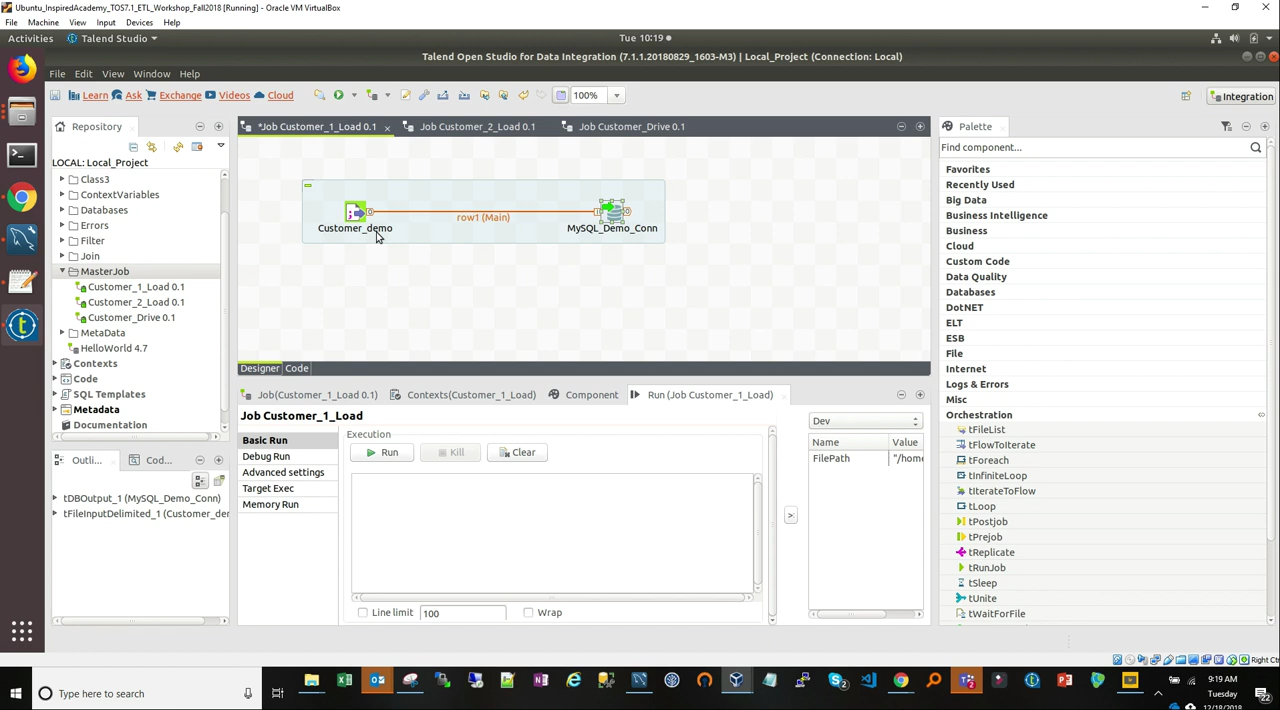 Ubuntu_InspiredAcademy_TOS7.1_ETL_Workshop_Fall2018 [Running] - Oracle VM VirtualBox
File Machine View Input Devices Help
Activities Talend Studio Tue 10:19
Talend Open Studio for Data Integration (7.1.1.20180829_1603-M3) | Local_Project (Connection: Local)
File Edit View Window Help
Learn Ask Exchange Videos Cloud 100% Integration
Repository *Job Customer_1_Load 0.1 Job Customer_2_Load 0.1 Job Customer_Drive 0.1 Palette
Find component...
LOCAL: Local_Project
Class3
ContextVariables
Databases
Errors
Filter
Join
MasterJob
Customer_1_Load 0.1
Customer_2_Load 0.1
Customer_Drive 0.1
MetaData
HelloWorld 4.7
Contexts
Code
SQL Templates
Metadata
Documentation
Customer_demo
row1 (Main)
MySQL_Demo_Conn
Designer Code
Favorites
Recently Used
Big Data
Business Intelligence
Business
Cloud
Custom Code
Data Quality
Databases
DotNET
ELT
ESB
File
Internet
Logs & Errors
Misc
Orchestration
tFileList
tFlowToIterate
tForeach
tInfiniteLoop
tIterateToFlow
tLoop
tPostjob
tPrejob
tReplicate
tRunJob
tSleep
tUnite
tWaitForFile
Outli... Cod...
tDBOutput_1 (MySQL_Demo_Conn)
tFileInputDelimited_1 (Customer_der
Job(Customer_1_Load 0.1) Contexts(Customer_1_Load) Component Run (Job Customer_1_Load)
Job Customer_1_Load
Basic Run
Debug Run
Advanced settings
Target Exec
Memory Run
Execution
Run Kill Clear
Line limit 100 Wrap
Dev
Name Value
FilePath "/home
Right Ct
Type here to search
9:19 AM
Tuesday
12/18/2018
22